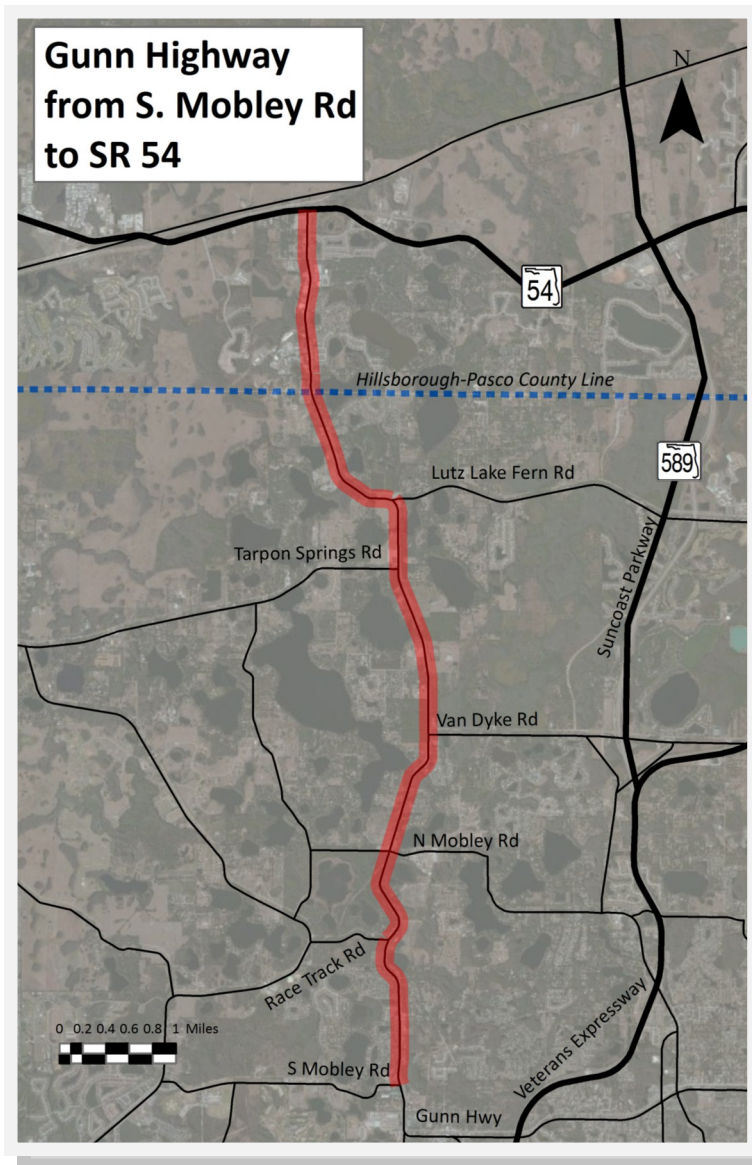 Gunn Highway
from S. Mobley Rd
to SR 54
N
54
Hillsborough-Pasco County Line
589
Lutz Lake Fern Rd
Tarpon Springs Rd
Suncoast Parkway
Van Dyke Rd
N Mobley Rd
Race Track Rd
Veterans Expressway
0 0.2 0.4 0.6 0.8 1 Miles
S Mobley Rd
Gunn Hwy